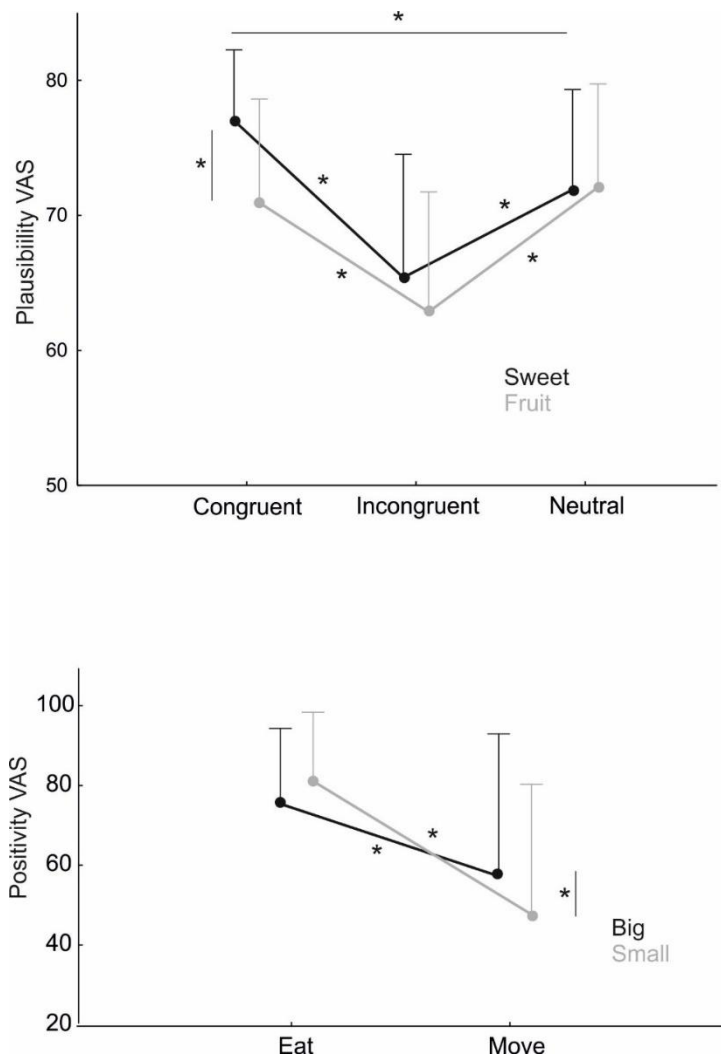 *
80
*
*
*
70
*
*
Plausibiility VAS
60
Sweet
Fruit
50
Congruent Incongruent Neutral
100
80
Positivity VAS
*
*
60
*
Big
Small
40
20
Eat Move